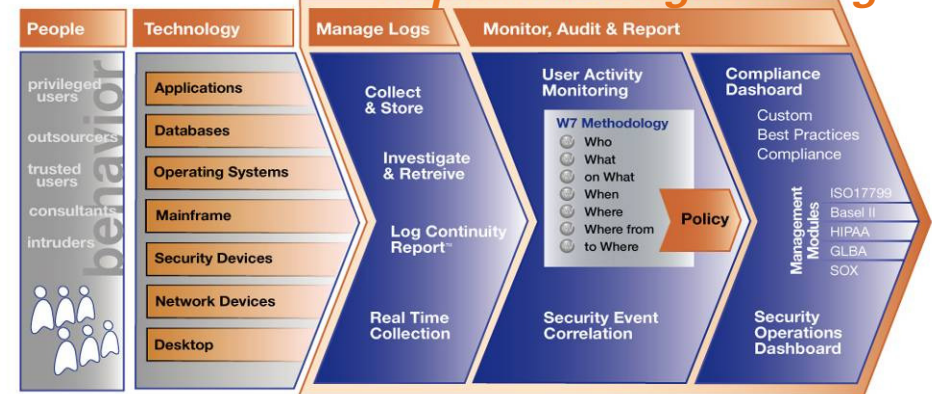 People
Technology
Manage Logs
Monitor, Audit & Report
behavior
privileged
users
outsourcers
trusted
users
consultants
intruders
Applications
Databases
Operating Systems
Mainframe
Security Devices
Network Devices
Desktop
Collect
& Store
Investigate
& Retreive
Log Continuity
Report™
Real Time
Collection
User Activity
Monitoring
W7 Methodology
Who
What
on What
When
Where
Where from
to Where
Policy
Security Event
Correlation
Compliance
Dashoard
Custom
Best Practices
Compliance
Management
Modules
ISO17799
Basel II
HIPAA
GLBA
SOX
Security
Operations
Dashboard